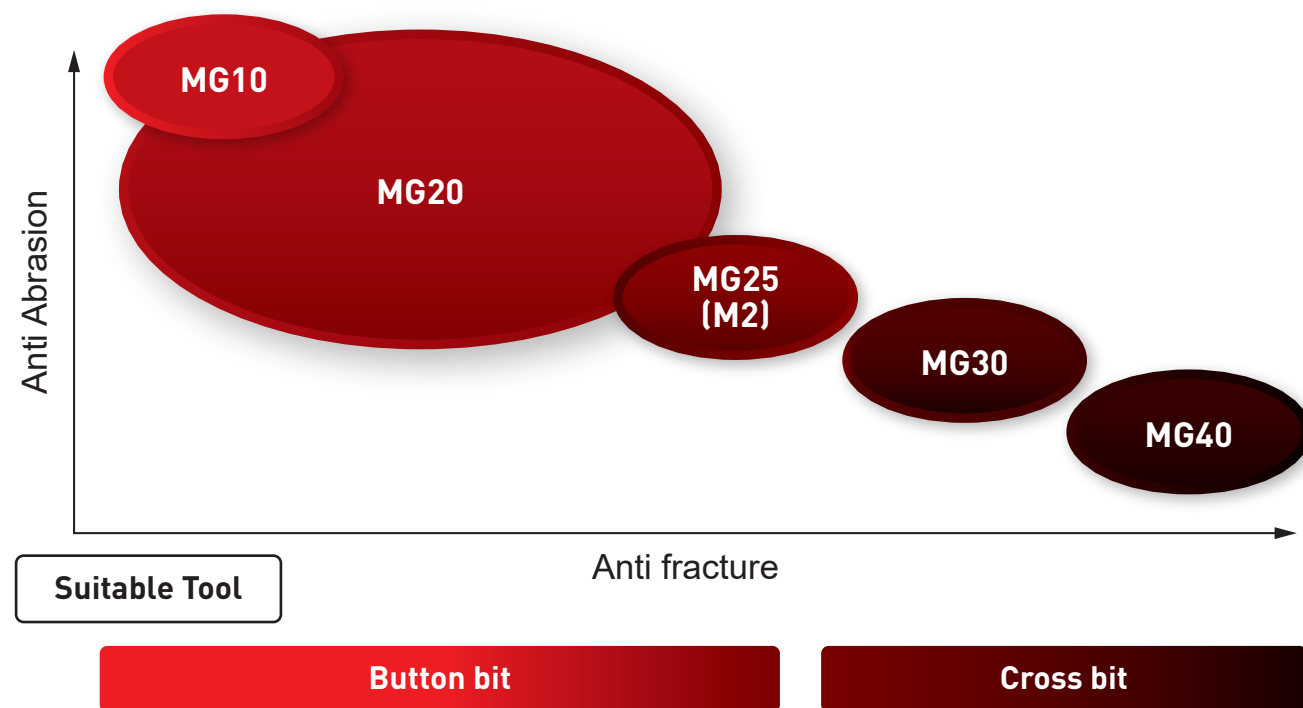 MG10
MG20
MG25
(M2)
MG30
MG40
Anti Abrasion
Anti fracture
Suitable Tool
Button bit
Cross bit